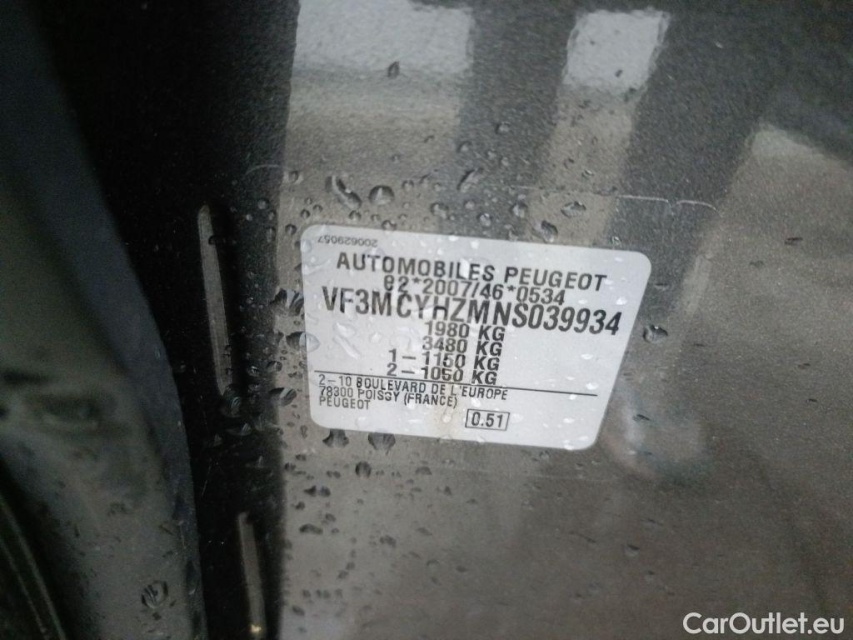 200629057
AUTOMOBILES PEUGEOT
e2*2007/46*0534
VF3MCYHZMNS039934
1980 KG
3480 KG
1-1150 KG
2-1050 KG
2-10 BOULEVARD DE L'EUROPE
78300 POISSY (FRANCE)
PEUGEOT
0.51
CarOutlet.eu